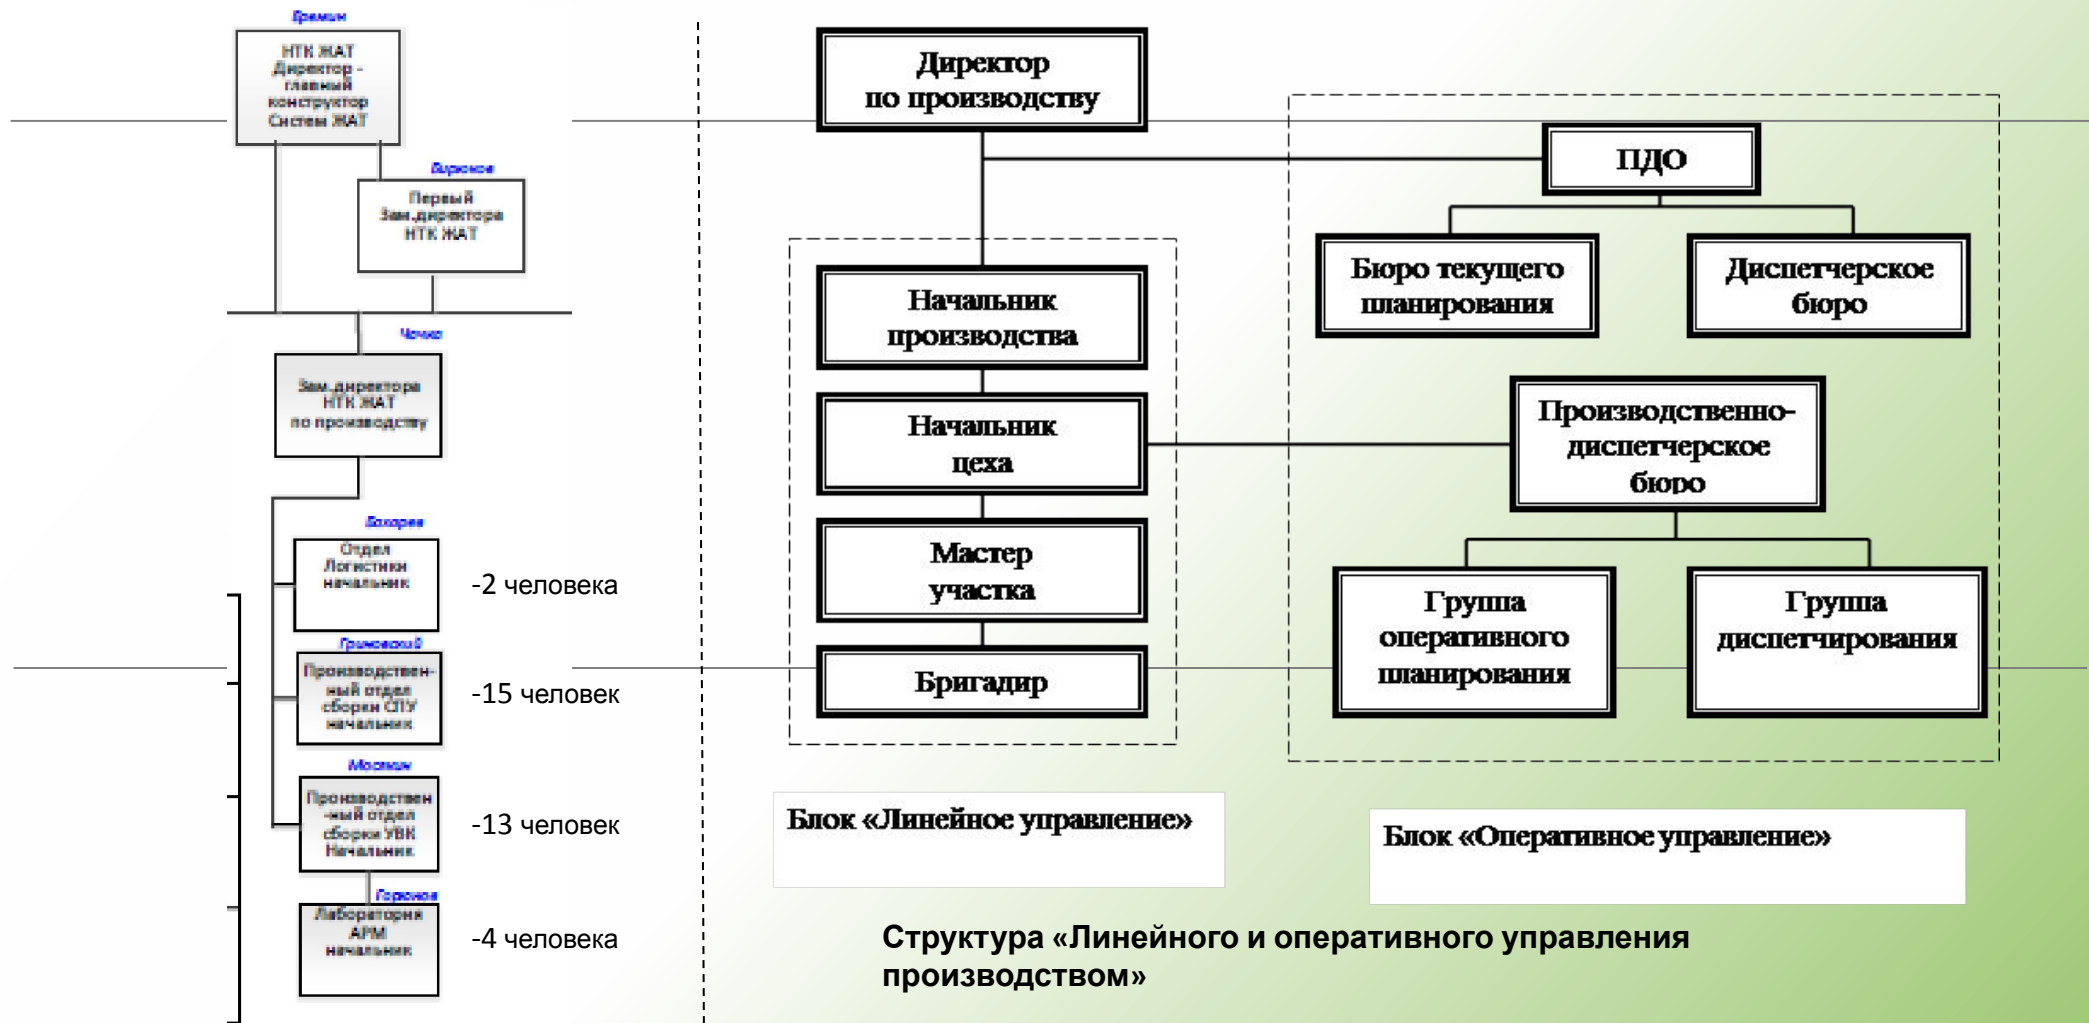 Еремин
НТК ЖАТ
Директор -
главный
конструктор
Систем ЖАТ
Бирюков
Первый
Зам.директора
НТК ЖАТ
Зам.директора
НТК ЖАТ
по производству
Отдел
Логистики
начальник
-2 человека
Производствен-
ный отдел
сборки СПУ
начальник
-15 человек
Производствен
-ный отдел
сборки УВК
Начальник
-13 человек
Горюнов
Лаборатория
АРМ
начальник
-4 человека
Директор
по производству
Начальник
производства
Начальник
цеха
Мастер
участка
Бригадир
Блок «Линейное управление»
ПДО
Бюро текущего
планирования
Диспетчерское
бюро
Производственно-
диспетчерское
бюро
Группа
оперативного
планирования
Группа
диспетчирования
Блок «Оперативное управление»
Структура «Линейного и оперативного управления
производством»